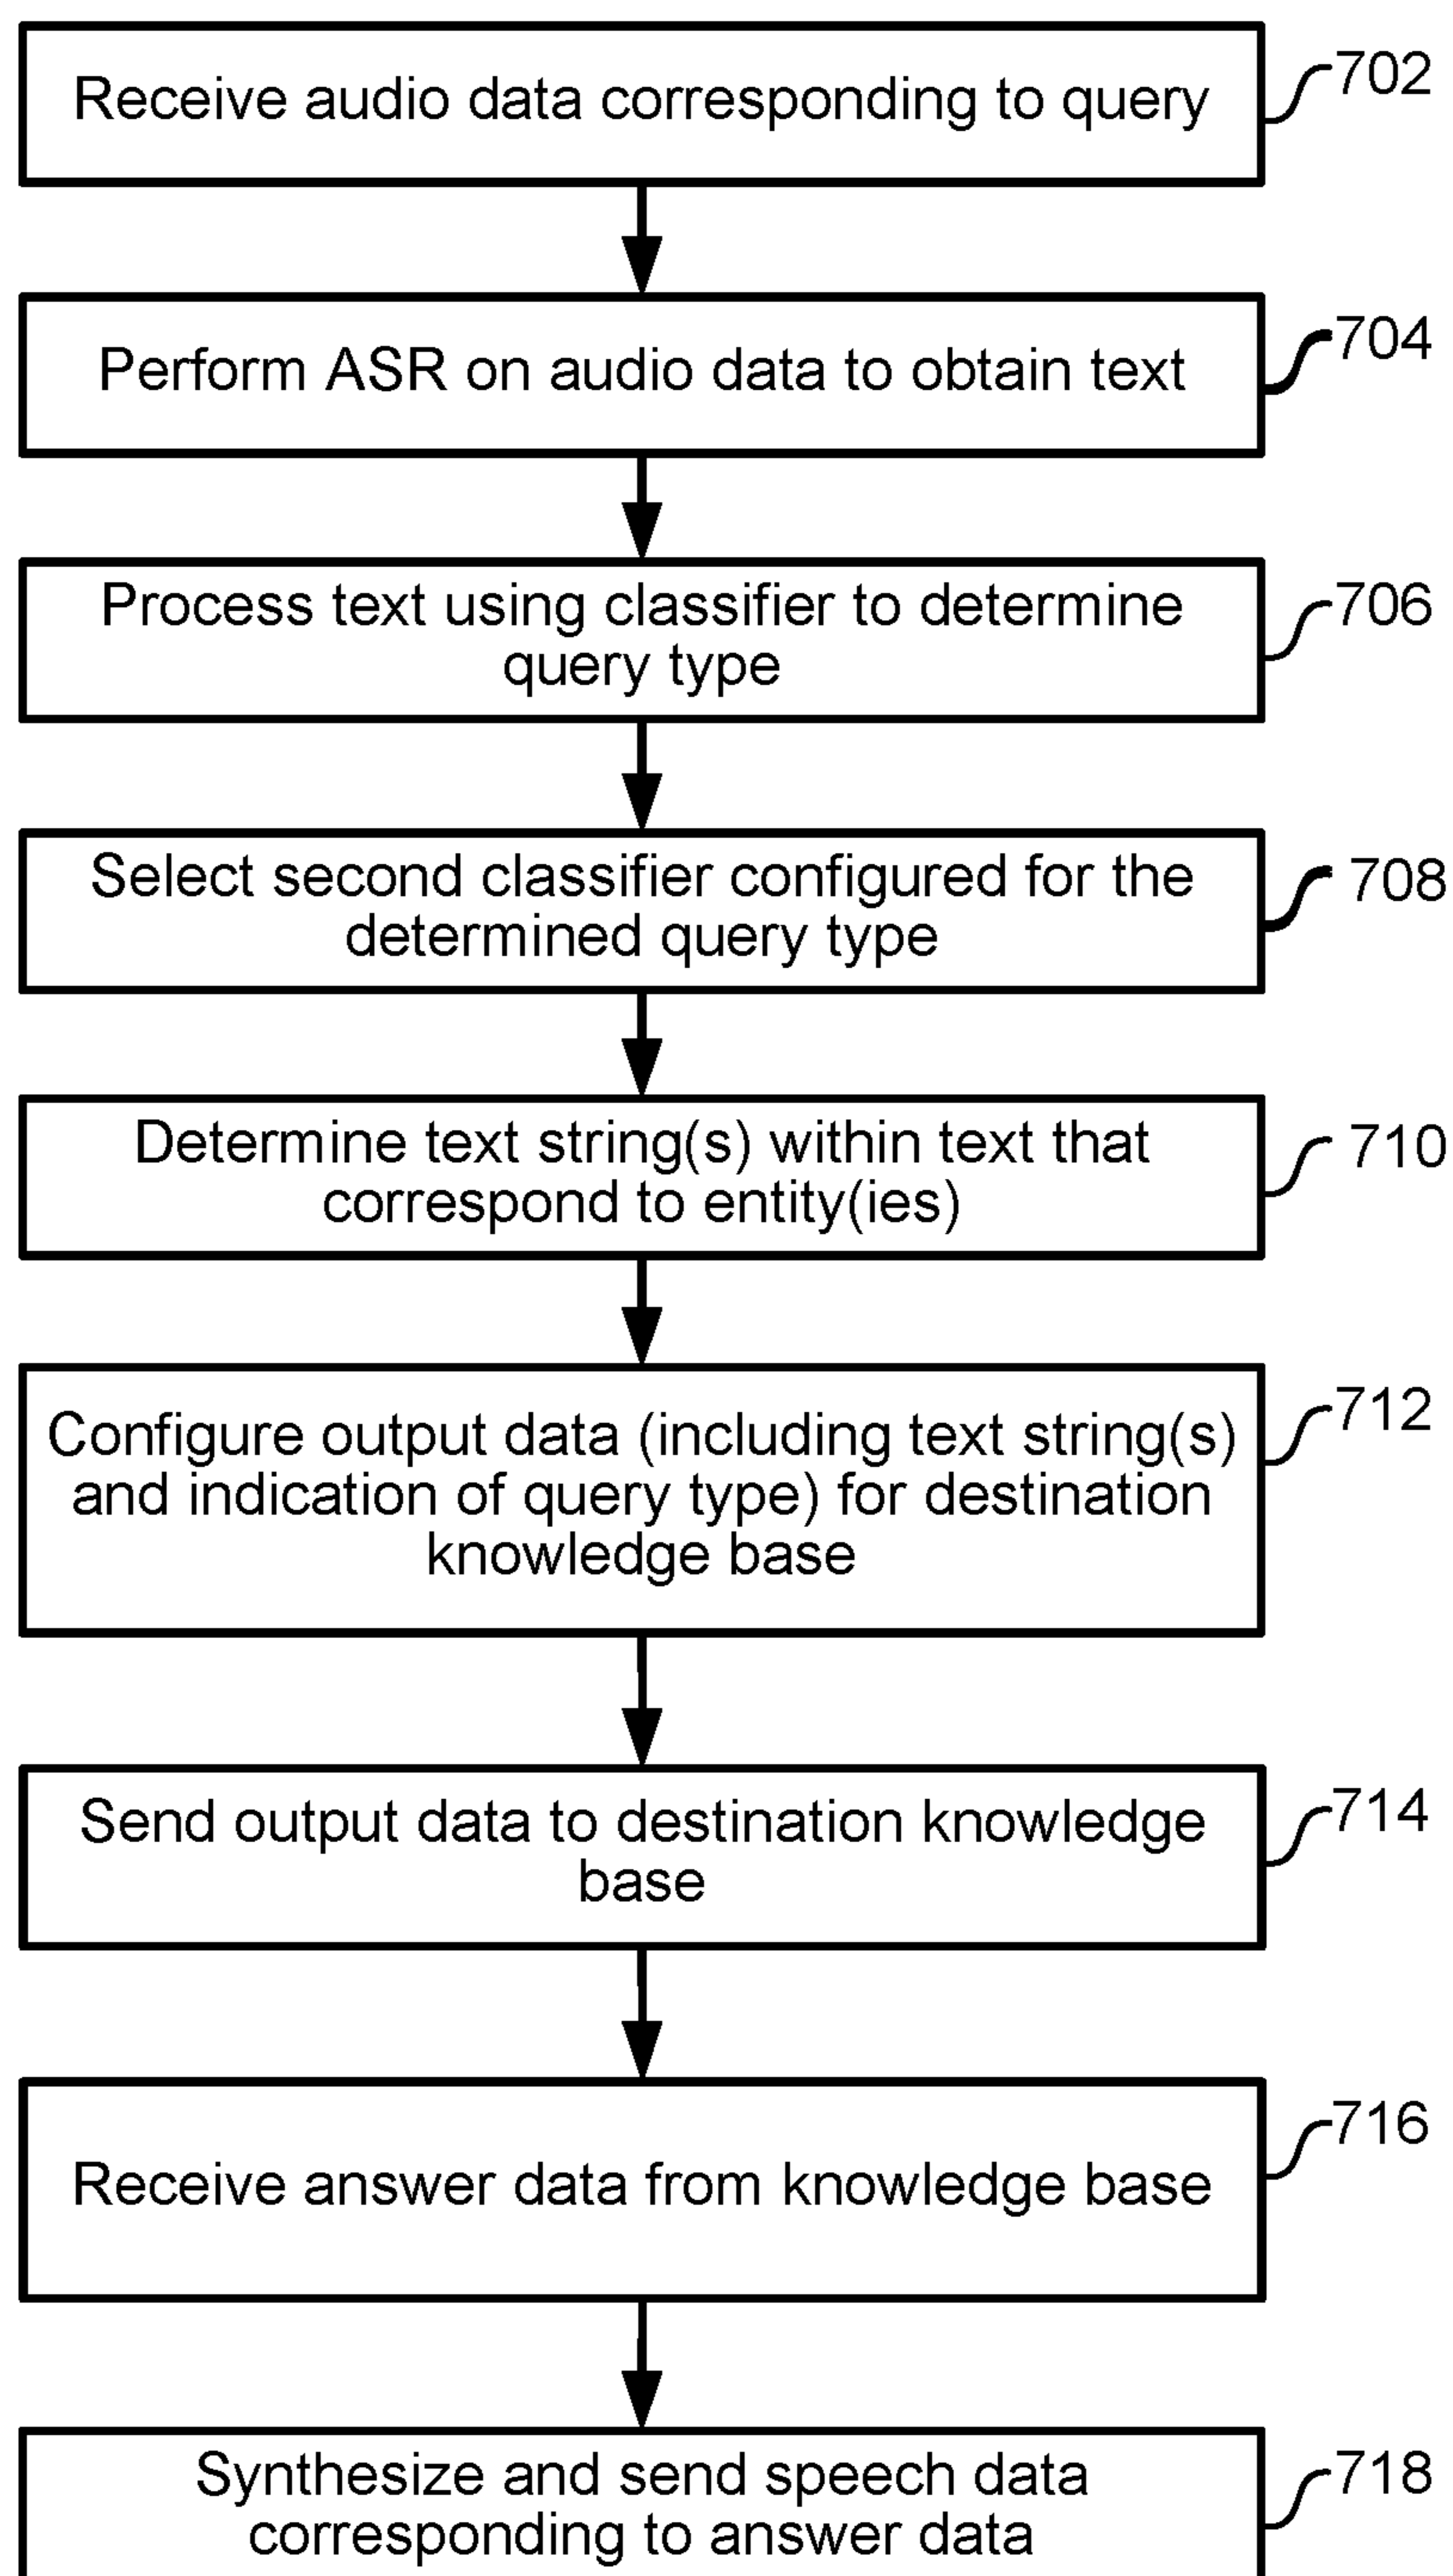 Receive audio data corresponding to query
702
Perform ASR on audio data to obtain text
704
Process text using classifier to determine
query type
706
Select second classifier configured for the
determined query type
708
Determine text string(s) within text that
correspond to entity(ies)
710
Configure output data (including text string(s)
and indication of query type) for destination
knowledge base
712
Send output data to destination knowledge
base
714
Receive answer data from knowledge base
716
Synthesize and send speech data
corresponding to answer data
718